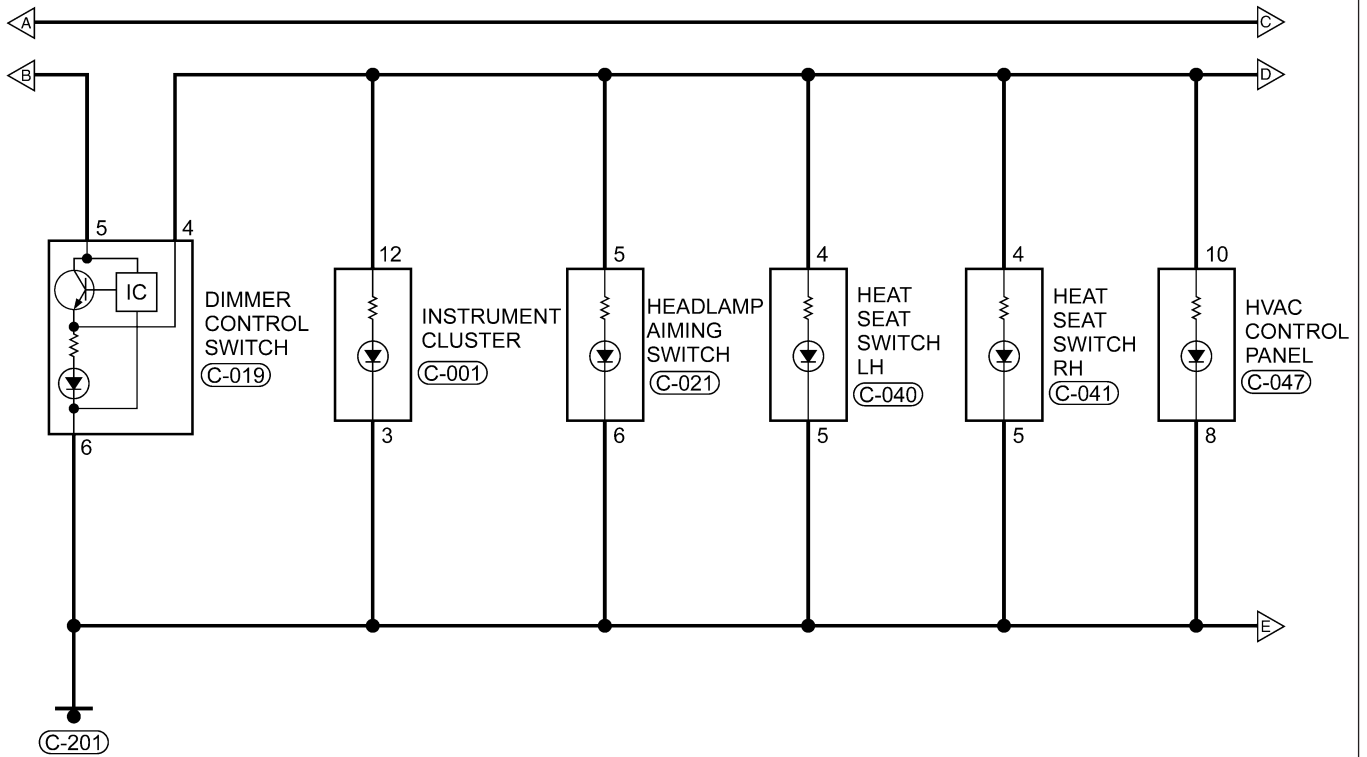 A
C
B
D
5
4
IC
DIMMER
CONTROL
SWITCH
C-019
6
12
INSTRUMENT
CLUSTER
C-001
3
5
HEADLAMP
AIMING
SWITCH
C-021
6
4
HEAT
SEAT
SWITCH
LH
C-040
5
4
HEAT
SEAT
SWITCH
RH
C-041
5
10
HVAC
CONTROL
PANEL
C-047
8
E
C-201